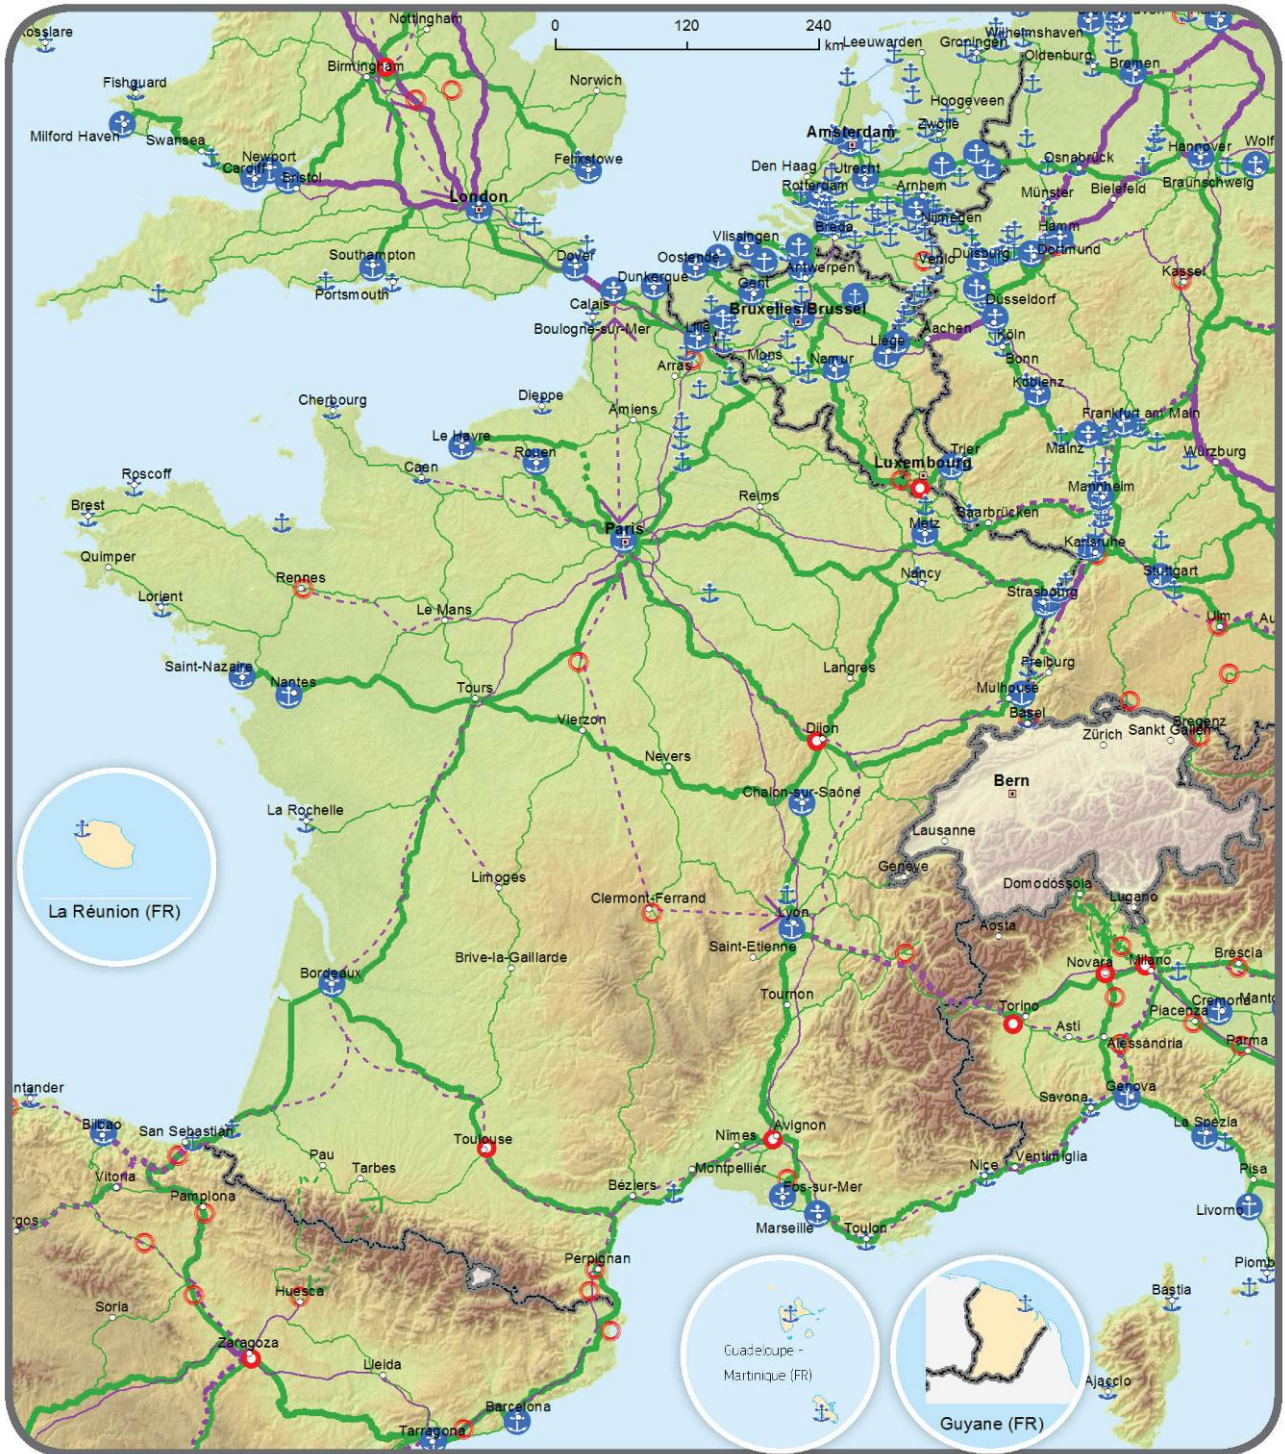 Nottingham
0 120 240
km
Leeuwarden
Groningen
Wilhelmshaven
Oldenburg
Bremen
Birmingham
Norwich
Fishguard
Milford Haven
Swansea
Hoogeveen
Zwolle
Amsterdam
Newport
Cardiff
Bristol
Felixstowe
Den Haag
Utrecht
Osnabrück
Hannover
Rotterdam
Arnhem
Bielefeld
Braunschweig
London
Münster
Nijmegen
Breda
Hamm
Vlissingen
Southampton
Dover
Oostende
Dunkerque
Antwerpen
Venlo
Duisburg
Dortmund
Kassel
Portsmouth
Calais
Gent
Düsseldorf
Boulogne-sur-Mer
Bruxelles/Brussel
Lille
Aachen
Köln
Liège
Bonn
Arras
Mons
Namur
Koblenz
Cherbourg
Dieppe
Amiens
Frankfurt am Main
Le Havre
Rouen
Mainz
Trier
Würzburg
Caen
Luxembourg
Roscoff
Reims
Mannheim
Brest
Saarbrücken
Paris
Metz
Karlsruhe
Quimper
Rennes
Nancy
Stuttgart
Lorient
Le Mans
Strasbourg
Ulm
Au
Saint-Nazaire
Nantes
Tours
Langres
Freiburg
Mulhouse
Basel
Vierzon
Dijon
Zürich
Sankt Gallen
Bregenz
Nevers
Bern
Chalon-sur-Saône
La Rochelle
Lausanne
Genève
Limoges
Clermont-Ferrand
Lyon
Domodossola
Lugano
La Réunion (FR)
Aosta
Saint-Etienne
Brive-la-Gaillarde
Novara
Milano
Brescia
Bordeaux
Tournon
Torino
Cremona
Manto
Piacenza
Asti
Alessandria
Parma
Genova
Savona
antander
Bilbao
San Sebastián
La Spezia
Toulouse
Avignon
Nîmes
Pau
Tarbes
Montpellier
Nice
Ventimiglia
Pisa
Vitoria
Béziers
Fos-sur-Mer
Pamplona
Livorno
rgos
Marseille
Toulon
Perpignan
Piomb
Huesca
Soria
Bastia
Zaragoza
Guadeloupe -
Martinique (FR)
Lleida
Ajaccio
Barcelona
Tarragona
Guyane (FR)